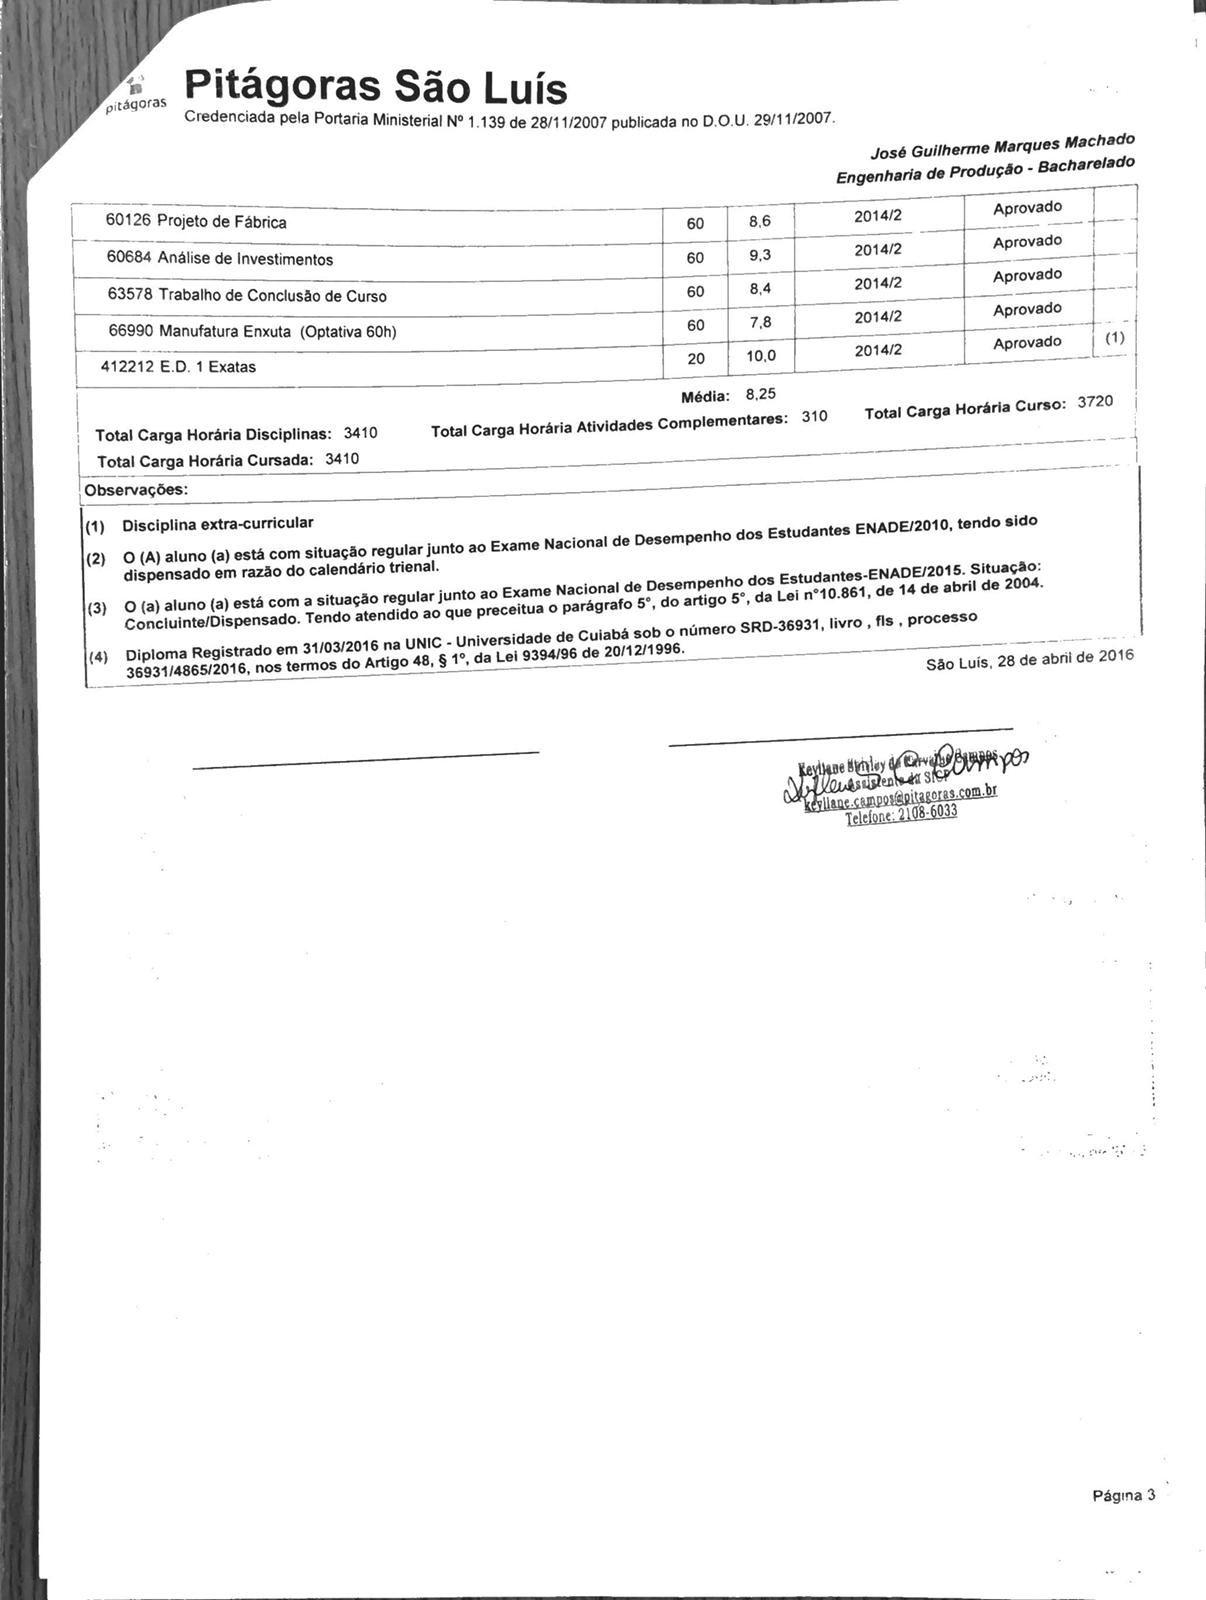 pitágoras
Pitágoras São Luís
Credenciada pela Portaria Ministerial Nº 1.139 de 28/11/2007 publicada no D.O.U. 29/11/2007.
José Guilherme Marques Machado
Engenharia de Produção - Bacharelado
60126 Projeto de Fábrica 60 8,6 2014/2 Aprovado
60684 Análise de Investimentos 60 9,3 2014/2 Aprovado
63578 Trabalho de Conclusão de Curso 60 8,4 2014/2 Aprovado
66990 Manufatura Enxuta (Optativa 60h) 60 7,8 2014/2 Aprovado
412212 E.D. 1 Exatas 20 10,0 2014/2 Aprovado (1)
Média: 8,25
Total Carga Horária Disciplinas: 3410 Total Carga Horária Atividades Complementares: 310 Total Carga Horária Curso: 3720
Total Carga Horária Cursada: 3410
Observações:
(1) Disciplina extra-curricular
(2) O (A) aluno (a) está com situação regular junto ao Exame Nacional de Desempenho dos Estudantes ENADE/2010, tendo sido
dispensado em razão do calendário trienal.
(3) O (a) aluno (a) está com a situação regular junto ao Exame Nacional de Desempenho dos Estudantes-ENADE/2015. Situação:
Concluinte/Dispensado. Tendo atendido ao que preceitua o parágrafo 5°, do artigo 5°, da Lei n°10.861, de 14 de abril de 2004.
(4) Diploma Registrado em 31/03/2016 na UNIC - Universidade de Cuiabá sob o número SRD-36931, livro , fls , processo
36931/4865/2016, nos termos do Artigo 48, § 1º, da Lei 9394/96 de 20/12/1996.
São Luís, 28 de abril de 2016
Keyllane de Carvalho Campos
Campos
keyllane.campos@pitagoras.com.br
Telefone: 2108-6033
Página 3